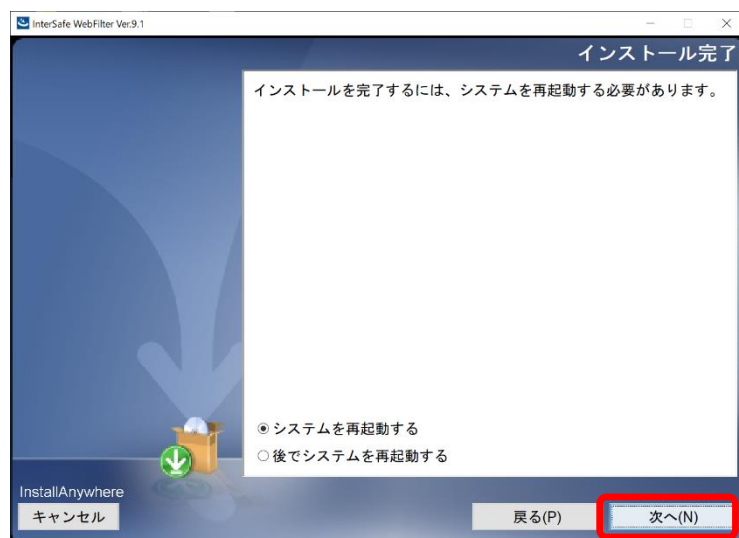 InterSafe WebFilter Ver.9.1
インストール完了
インストールを完了するには、システムを再起動する必要があります。
システムを再起動する
後でシステムを再起動する
InstallAnywhere
キャンセル
戻る(P)
次へ(N)